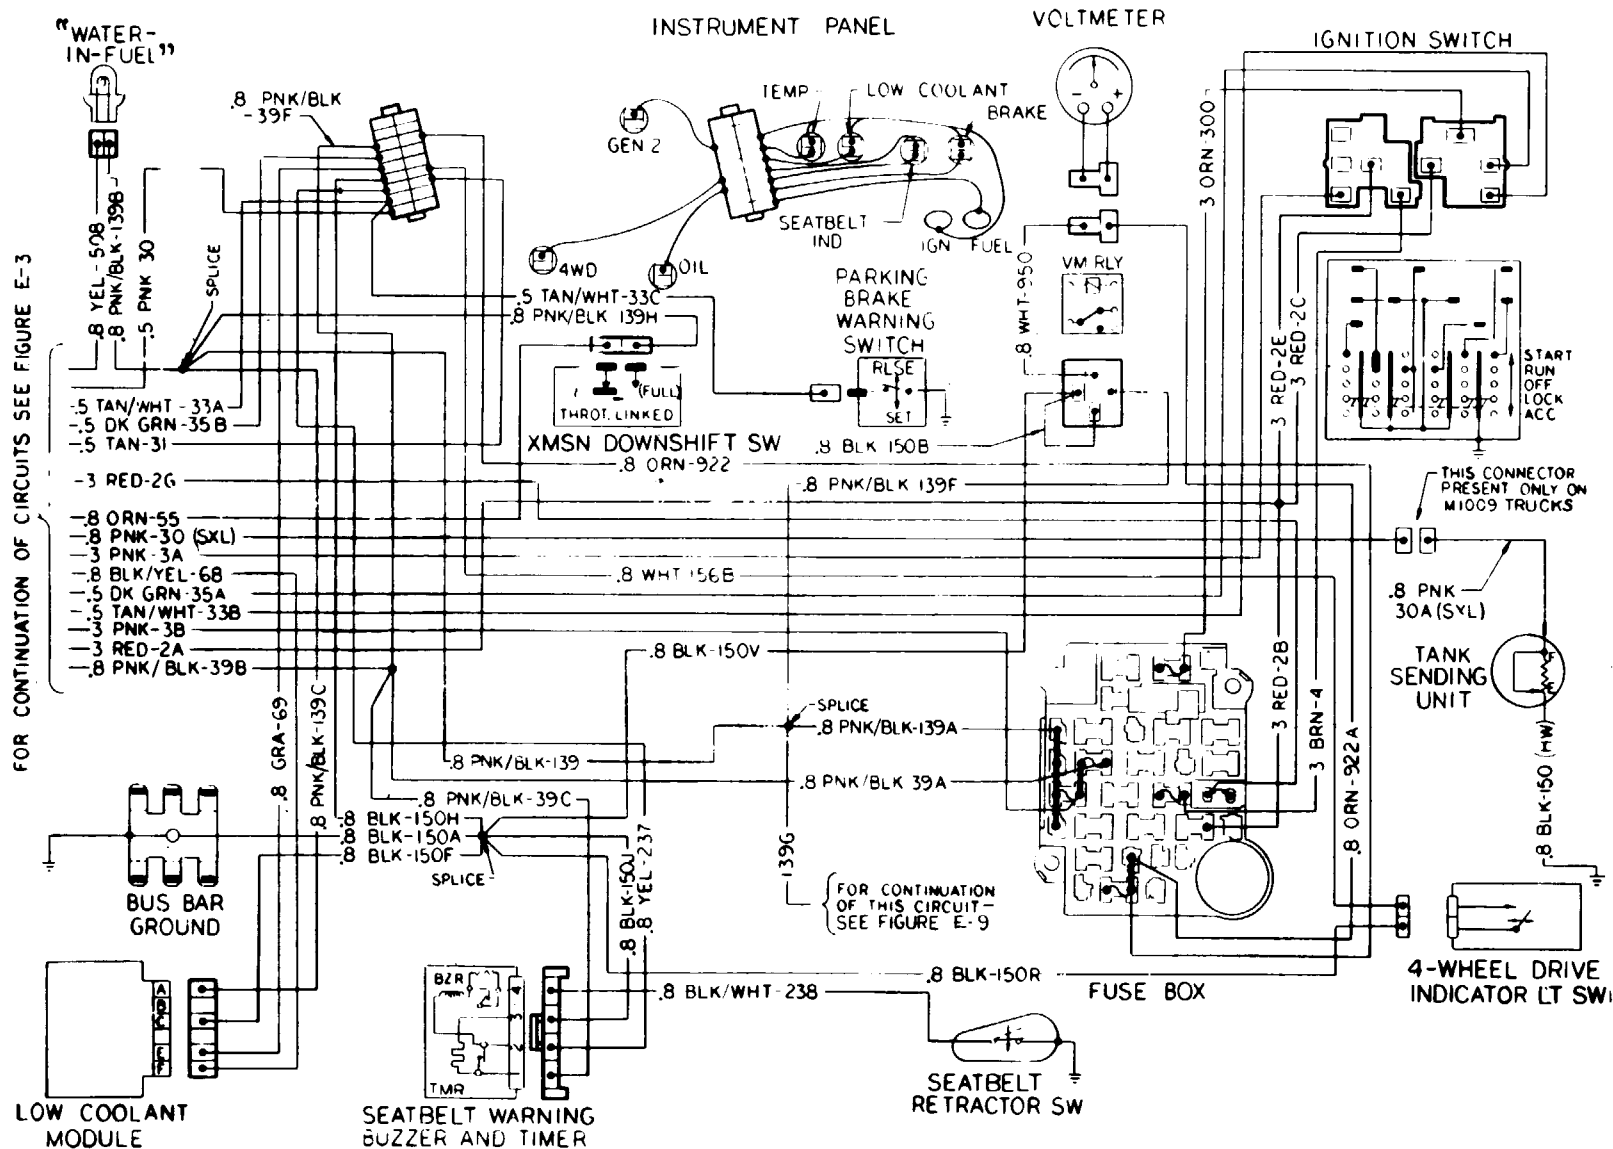 "WATER-
IN-FUEL"
INSTRUMENT PANEL
VOLTMETER
IGNITION SWITCH
.8 PNK/BLK
-39F
GEN 2
TEMP
LOW COOLANT
BRAKE
SEATBELT
IND
IGN
FUEL
4WD
OIL
- +
3 ORN-300
.8 YEL-508
.8 PNK/BLK-139B
.5 PNK 30
SPLICE
FOR CONTINUATION OF CIRCUITS SEE FIGURE E-3
.5 TAN/WHT-33C
.8 PNK/BLK 139H
PARKING
BRAKE
WARNING
SWITCH
RLSE
SET
.8 WHT-950
VM RLY
3 RED-2E
3 RED-2C
START
RUN
OFF
LOCK
ACC
(FULL)
THROT. LINKED
XMSN DOWNSHIFT SW
.8 BLK 150B
.5 TAN/WHT-33A
.5 DK GRN-35B
.5 TAN-31
3 RED-2G
.8 ORN-922
.8 PNK/BLK 139F
THIS CONNECTOR
PRESENT ONLY ON
M1009 TRUCKS
.8 ORN-55
.8 PNK-30 (SXL)
3 PNK-3A
.8 BLK/YEL-68
.5 DK GRN-35A
.5 TAN/WHT-33B
3 PNK-3B
3 RED-2A
.8 PNK/BLK-39B
.8 WHT 156B
.8 PNK
30A(SXL)
.8 BLK-150V
TANK
SENDING
UNIT
F
E
.8 GRA-69
.8 PNK/BLK-139C
SPLICE
.8 PNK/BLK-139A
.8 PNK/BLK-139
.8 PNK/BLK 39A
3 RED-2B
3 BRN-4
.8 ORN-922A
.8 BLK-150 (HW)
.8 PNK/BLK-39C
.8 BLK-150H
.8 BLK-150A
.8 BLK-150F
SPLICE
.8 BLK-150J
.8 YEL-237
139G
FOR CONTINUATION
OF THIS CIRCUIT-
SEE FIGURE E-9
BUS BAR
GROUND
.8 BLK-150R
FUSE BOX
4-WHEEL DRIVE
INDICATOR LT SW
A
B
C
E
F
BZR
TMR
4
3
2
.8 BLK/WHT-238
LOW COOLANT
MODULE
SEATBELT WARNING
BUZZER AND TIMER
SEATBELT
RETRACTOR SW